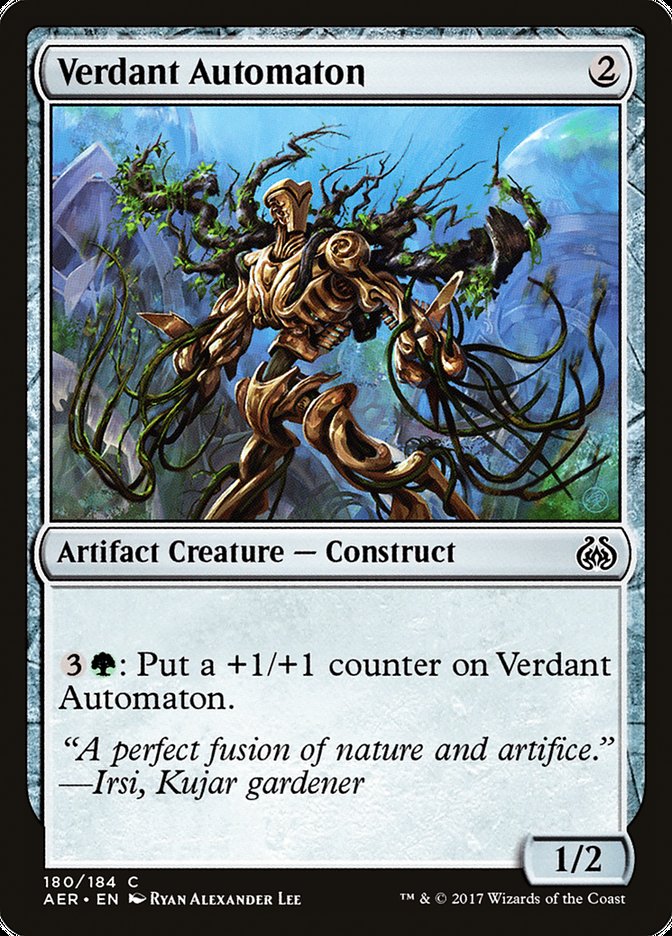 Verdant Automaton 2
Artifact Creature — Construct
3: Put a +1/+1 counter on Verdant
Automaton.
“A perfect fusion of nature and artifice.”
—Irsi, Kujar gardener
1/2
180/184 C
AER • EN Ryan Alexander Lee
™ & © 2017 Wizards of the Coast